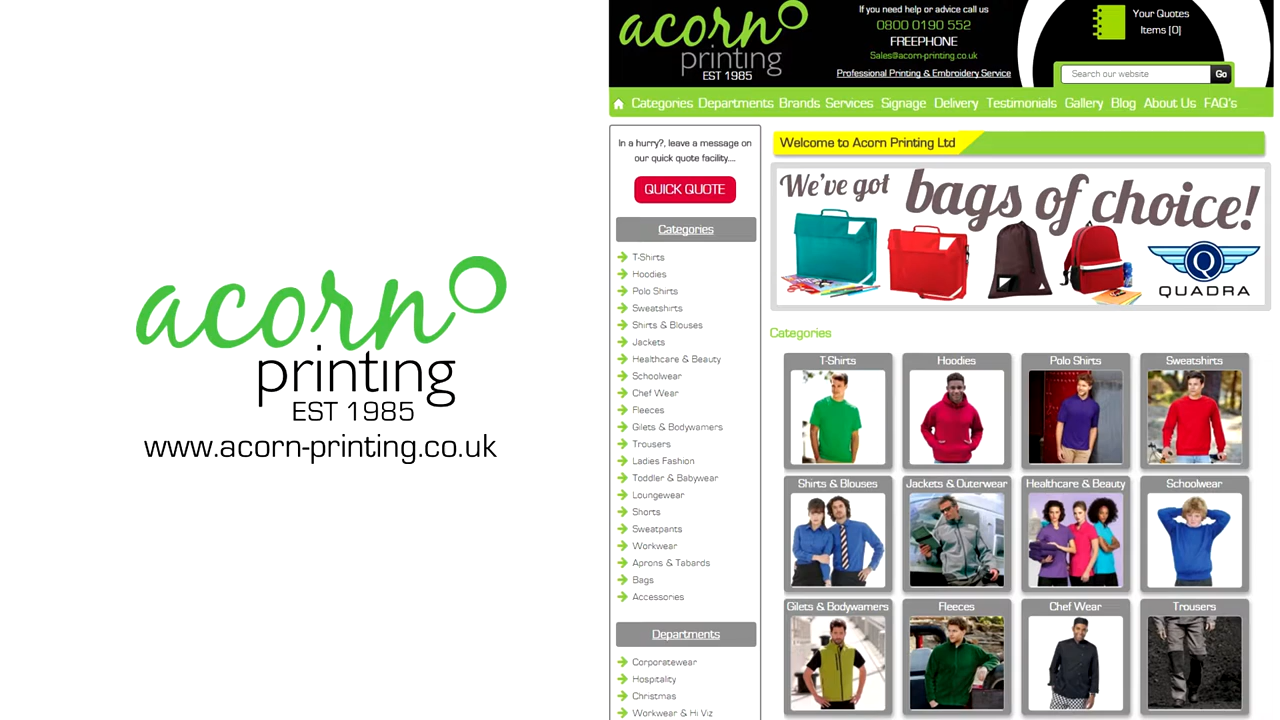 acorn
printing
EST 1985
www.acorn-printing.co.uk
acorn
printing
EST 1985
If you need help or advice call us
0800 0190 552
FREEPHONE
Sales@acorn-printing.co.uk
Professional Printing & Embroidery Service
Your Quotes
Items [0]
Search our website
Go
Categories Departments Brands Services Signage Delivery Testimonials Gallery Blog About Us FAQ's
In a hurry?, leave a message on
our quick quote facility....
QUICK QUOTE
Categories
T-Shirts
Hoodies
Polo Shirts
Sweatshirts
Shirts & Blouses
Jackets
Healthcare & Beauty
Schoolwear
Chef Wear
Fleeces
Gilets & Bodywarmers
Trousers
Ladies Fashion
Toddler & Babywear
Loungewear
Shorts
Sweatpants
Workwear
Aprons & Tabards
Bags
Accessories
Departments
Corporatewear
Hospitality
Christmas
Workwear & Hi Viz
Welcome to Acorn Printing Ltd
We've got bags of choice!
Q
QUADRA
Categories
T-Shirts
Hoodies
Polo Shirts
Sweatshirts
Shirts & Blouses
Jackets & Outerwear
Healthcare & Beauty
Schoolwear
Gilets & Bodywarmers
Fleeces
Chef Wear
Trousers